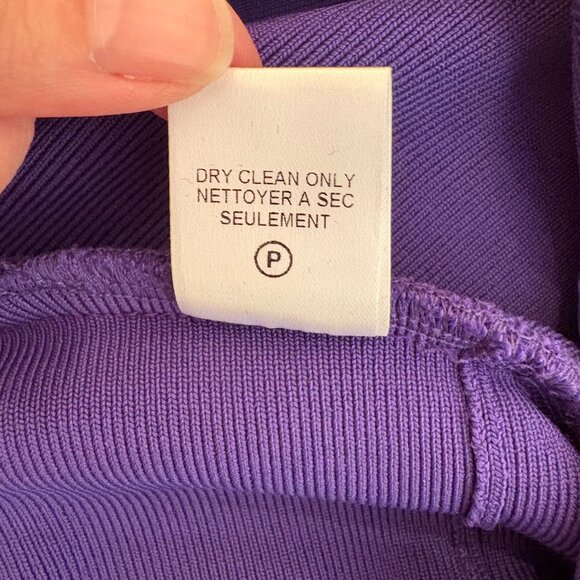 DRY CLEAN ONLY
NETTOYER A SEC
SEULEMENT
P